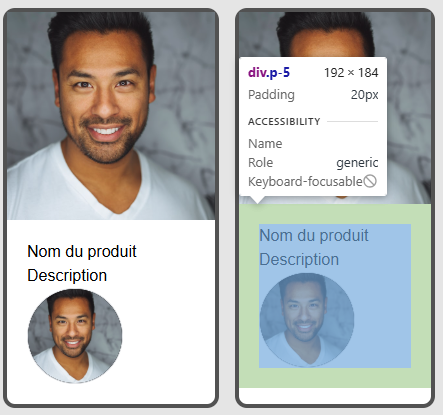 div.p-5 192 × 184
Padding 20px
ACCESSIBILITY
Name
Role generic
Keyboard-focusable
Nom du produit
Description
Nom du produit
Description